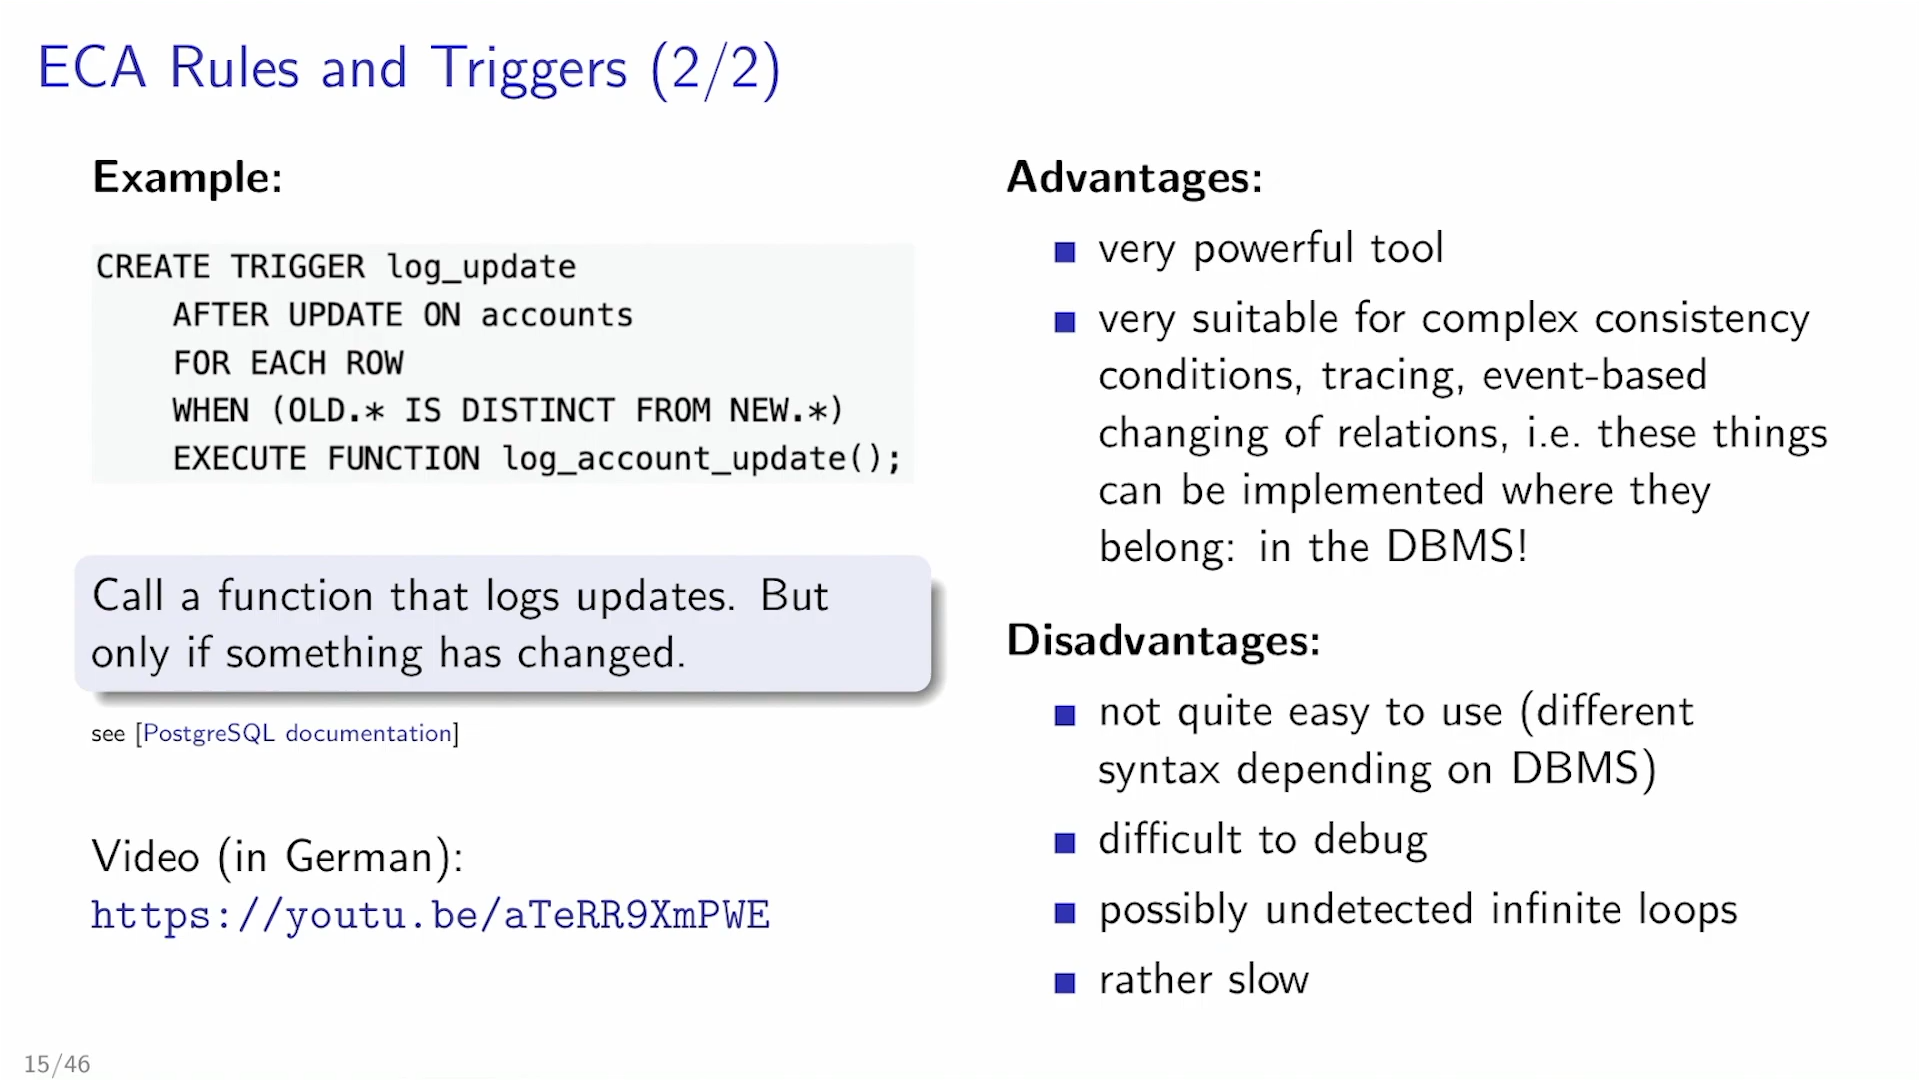 ECA Rules and Triggers (2/2)
Example:
CREATE TRIGGER log_update
AFTER UPDATE ON accounts
FOR EACH ROW
WHEN (OLD.* IS DISTINCT FROM NEW.*)
EXECUTE FUNCTION log_account_update();
Call a function that logs updates. But
only if something has changed.
see [PostgreSQL documentation]
Video (in German):
https://youtu.be/aTeRR9XmPWE
Advantages:
very powerful tool
very suitable for complex consistency
conditions, tracing, event-based
changing of relations, i.e. these things
can be implemented where they
belong: in the DBMS!
Disadvantages:
not quite easy to use (different
syntax depending on DBMS)
difficult to debug
possibly undetected infinite loops
rather slow
15/46